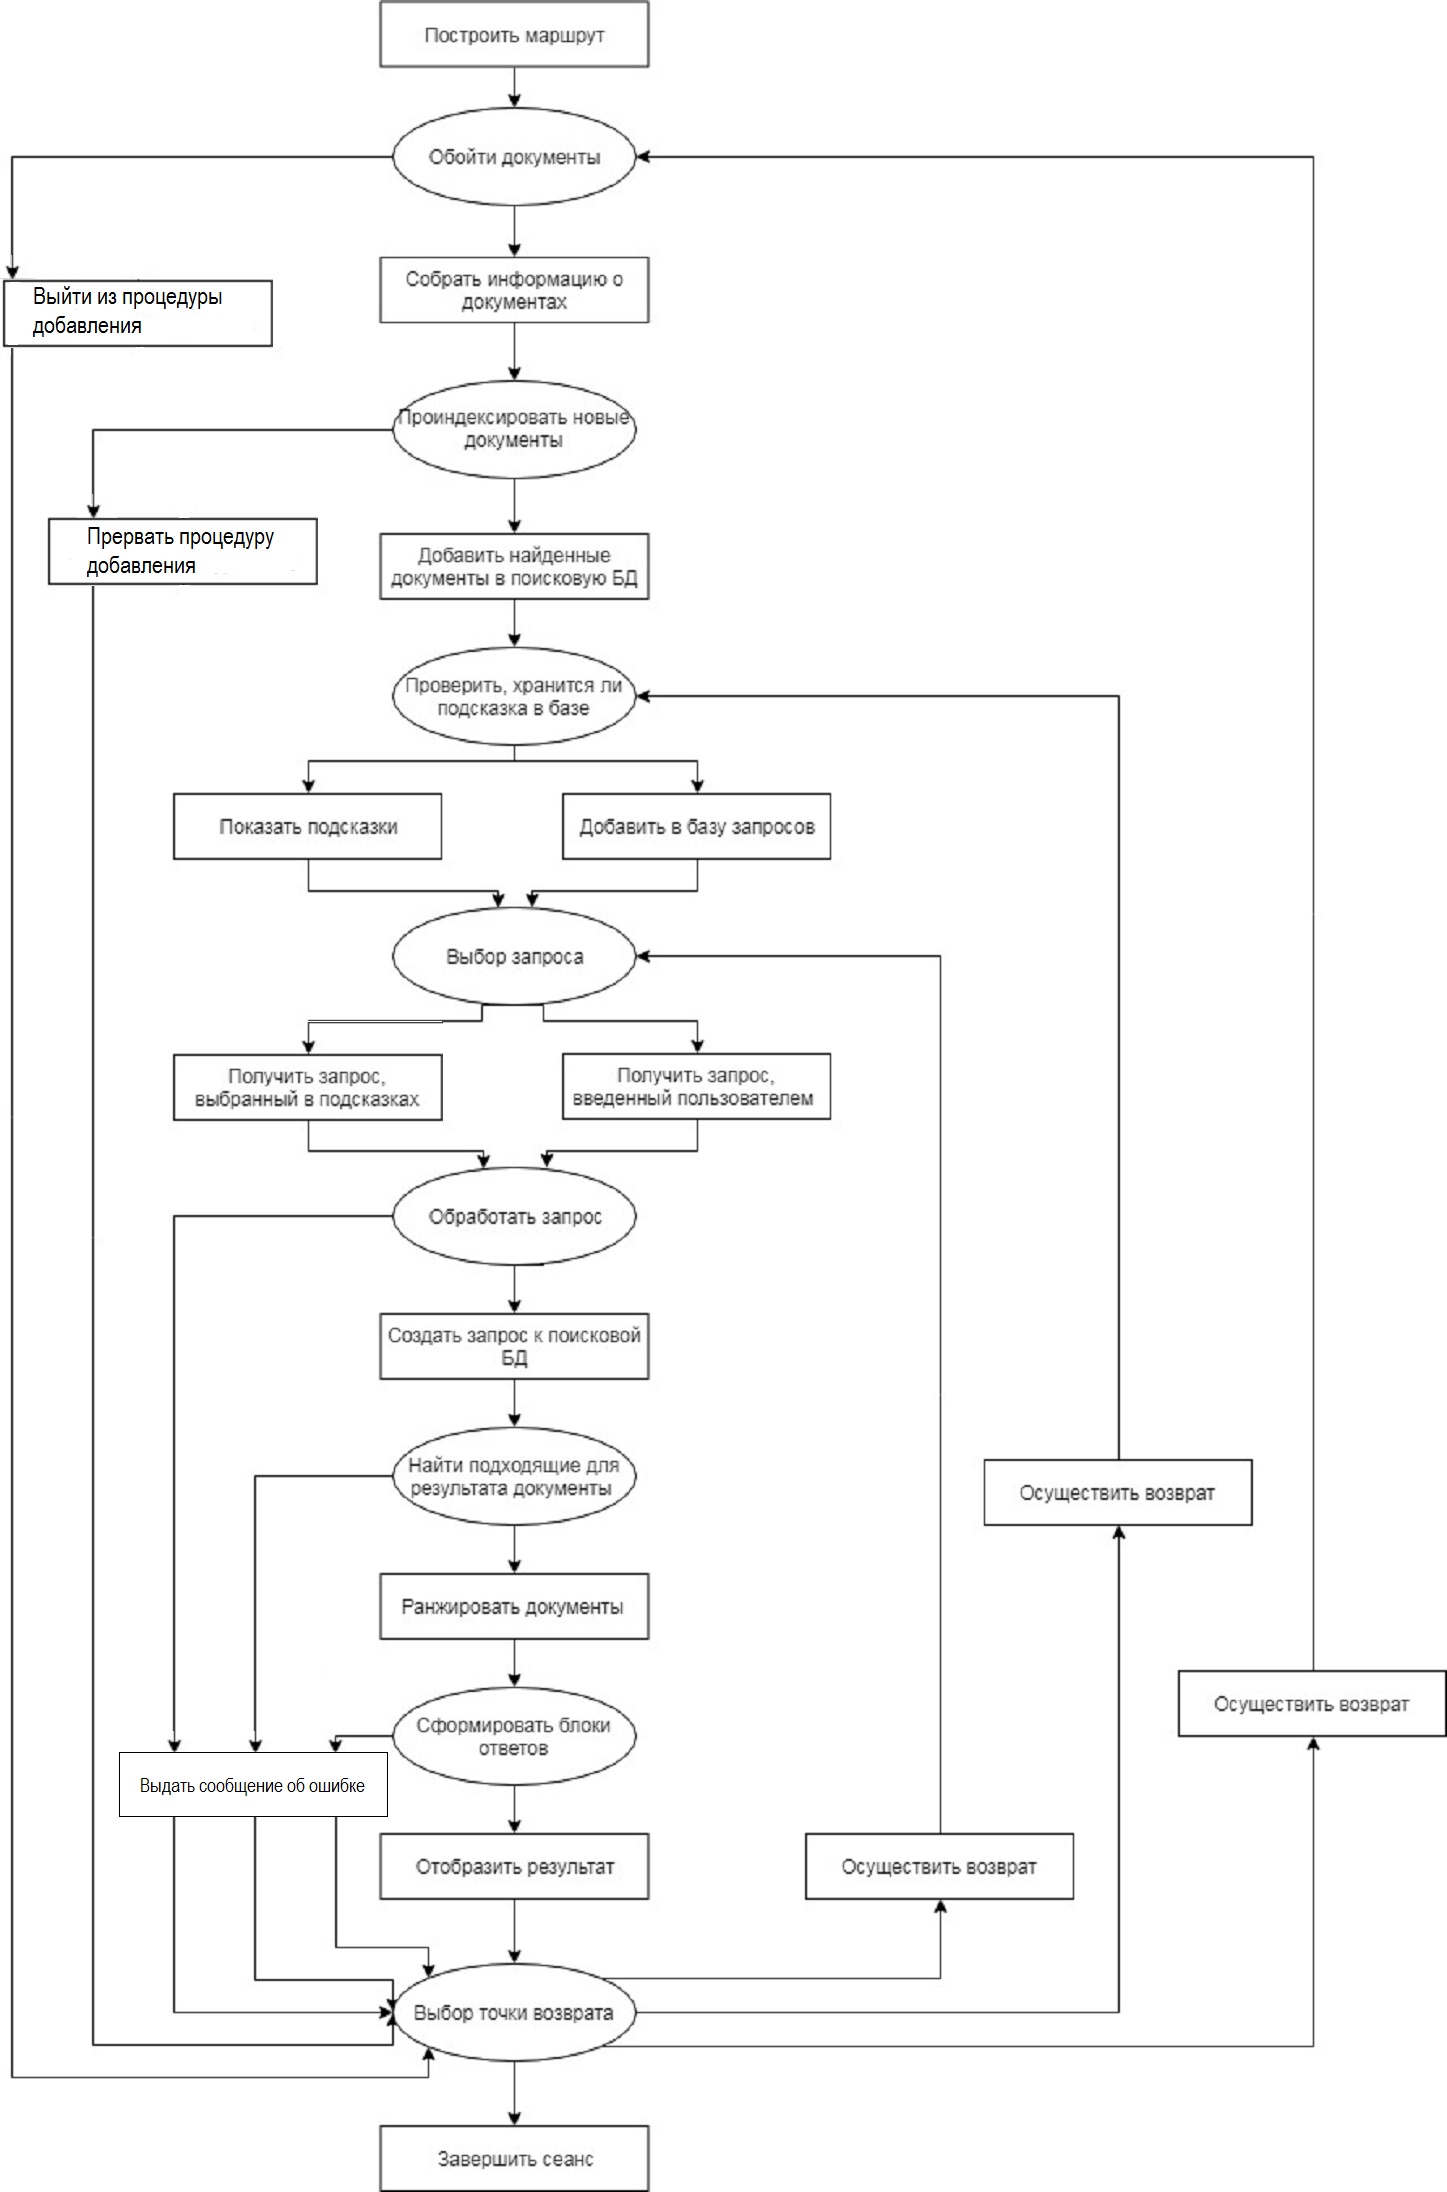 Построить маршрут
Обойти документы
Собрать информацию о
документах
Выйти из процедуры
добавления
Проиндексировать новые
документы
Прервать процедуру
добавления
Добавить найденные
документы в поисковую БД
Проверить, хранится ли
подсказка в базе
Показать подсказки
Добавить в базу запросов
Выбор запроса
Получить запрос,
выбранный в подсказках
Получить запрос,
введенный пользователем
Обработать запрос
Создать запрос к поисковой
БД
Найти подходящие для
результата документы
Осуществить возврат
Ранжировать документы
Осуществить возврат
Сформировать блоки
ответов
Выдать сообщение об ошибке
Отобразить результат
Осуществить возврат
Выбор точки возврата
Завершить сеанс